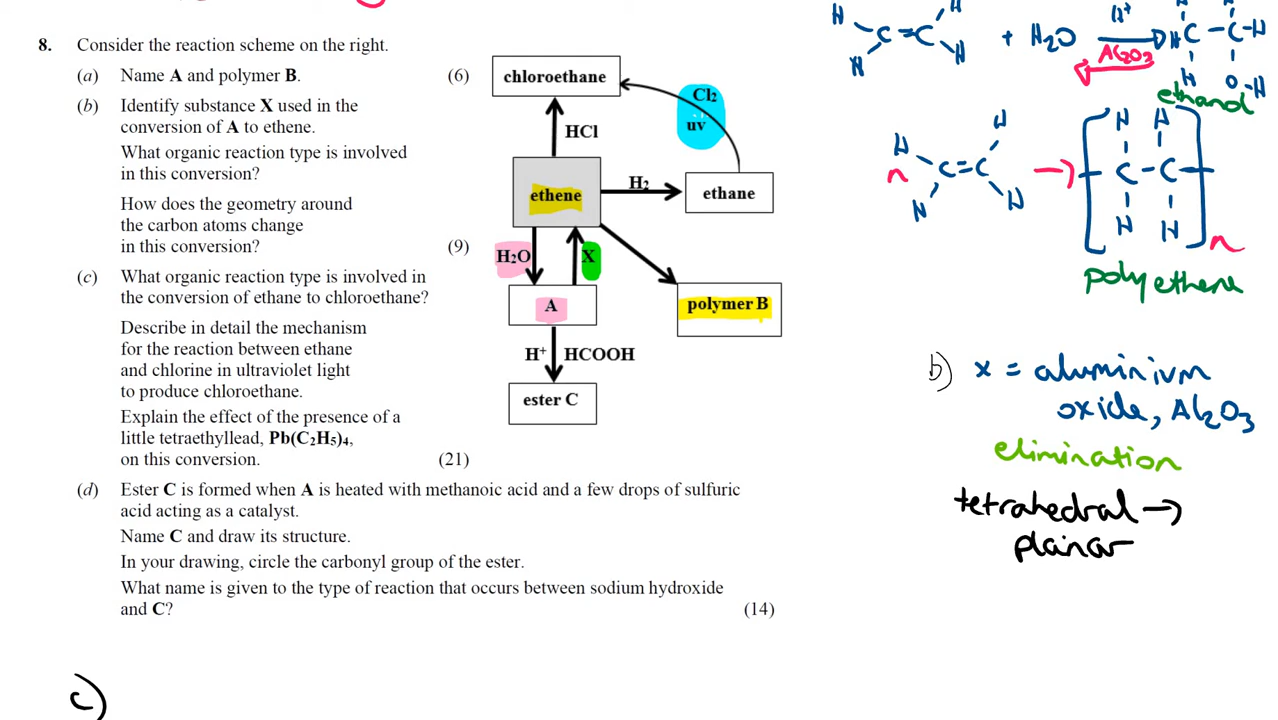 8. Consider the reaction scheme on the right.
(a) Name A and polymer B. (6)
(b) Identify substance X used in the
conversion of A to ethene.
What organic reaction type is involved
in this conversion?
How does the geometry around
the carbon atoms change
in this conversion? (9)
(c) What organic reaction type is involved in
the conversion of ethane to chloroethane?
Describe in detail the mechanism
for the reaction between ethane
and chlorine in ultraviolet light
to produce chloroethane.
Explain the effect of the presence of a
little tetraethyllead, Pb(C₂H₅)₄,
on this conversion. (21)
(d) Ester C is formed when A is heated with methanoic acid and a few drops of sulfuric
acid acting as a catalyst.
Name C and draw its structure.
In your drawing, circle the carbonyl group of the ester.
What name is given to the type of reaction that occurs between sodium hydroxide
and C? (14)
chloroethane
Cl₂
uv
HCl
ethene
H₂
ethane
H₂O
X
A
polymer B
H⁺ HCOOH
ester C
H H
C=C
H H
+ H₂O
Al₂O₃
H C - C - H
H O-H
ethanol
n
H H
C=C
H H
H H
C - C
H H
n
polyethene
b) x = aluminium
oxide, Al₂O₃
elimination
tetrahedral →
planar
c)